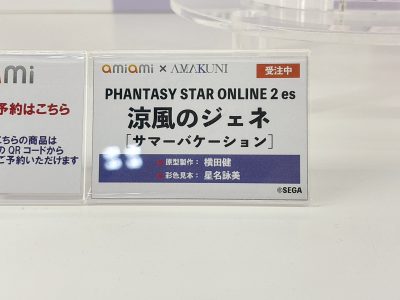 amiami × AMAKUNI 受注中
PHANTASY STAR ONLINE 2 es
涼風のジェネ
[サマーバケーション]
原型製作： 横田健
彩色見本： 星名詠美
©SEGA
ami
予約はこちら
ちらの商品は
QRコードから
ご予約いただけます